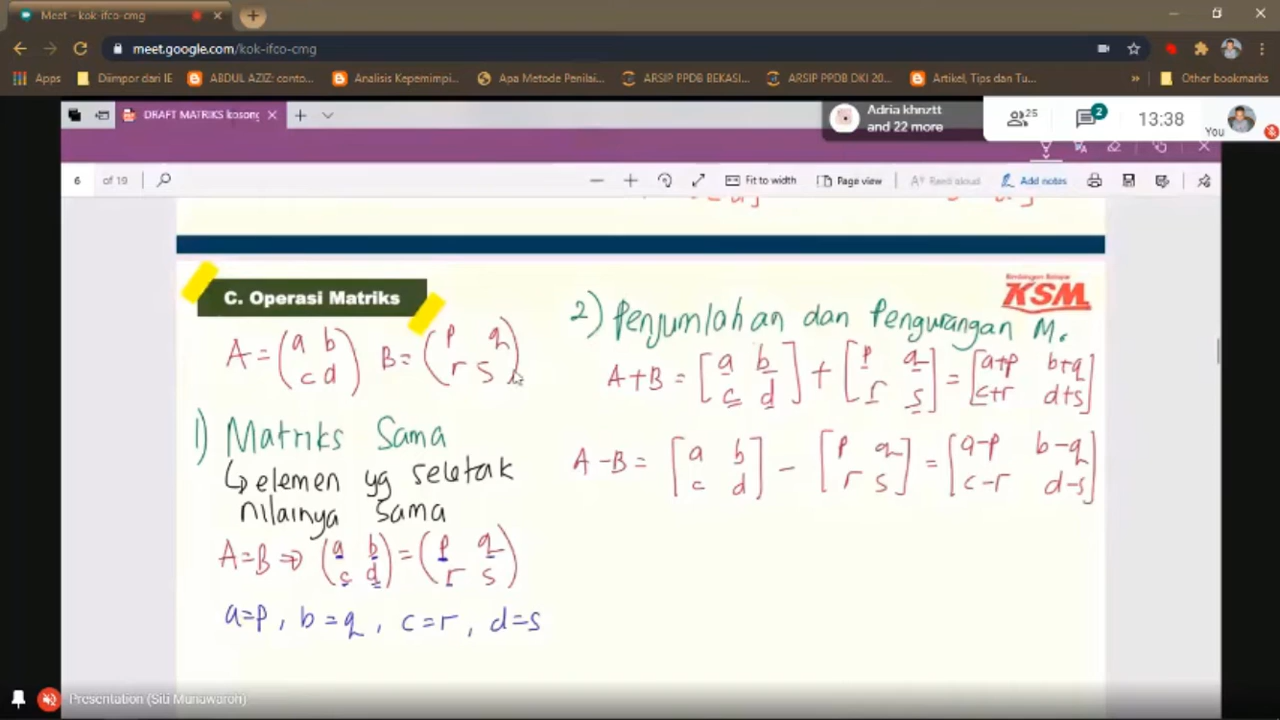 Meet – kok-ifco-cmg
meet.google.com/kok-ifco-cmg
Apps
Diimpor dari IE
ABDUL AZIZ: conto...
Analisis Kepemimpi...
Apa Metode Penilai...
ARSIP PPDB BEKASI...
ARSIP PPDB DKI 20...
Artikel, Tips dan Tu...
»
Other bookmarks
DRAFT MATRIKS kosong
Adria khnztt
and 22 more
25
2
13:38
You
6 of 19
Fit to width
Page view
Read aloud
Add notes
C. Operasi Matriks
Bimbingan Belajar
KSM
A = (a b
c d) B = (p q
r s)
1) Matriks Sama
↳ elemen yg seletak
nilainya sama
A=B ⇒ (a b
c d) = (p q
r s)
a=p, b=q, c=r, d=s
2) Penjumlahan dan Pengurangan M.
A+B = [a b
c d] + [p q
r s] = [a+p b+q
c+r d+s]
A-B = [a b
c d] - [p q
r s] = [a-p b-q
c-r d-s]
Presentation (Siti Munawaroh)